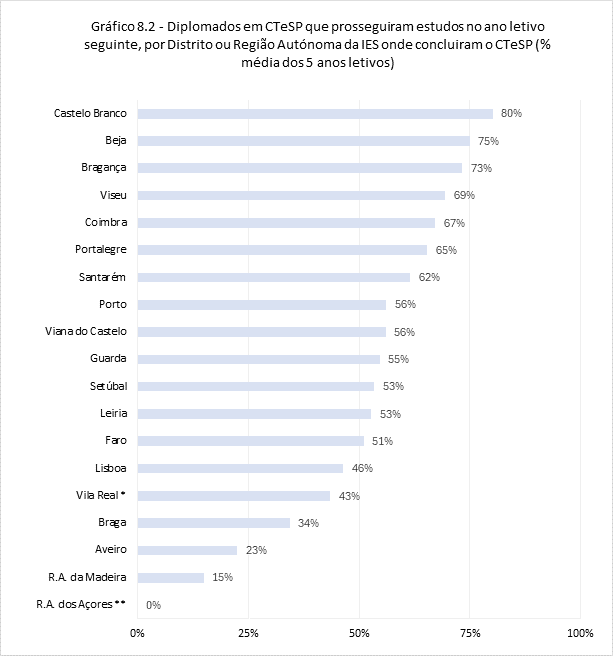 Gráfico 8.2 - Diplomados em CTeSP que prosseguiram estudos no ano letivo
seguinte, por Distrito ou Região Autónoma da IES onde concluiram o CTeSP (%
média dos 5 anos letivos)
Castelo Branco 80%
Beja 75%
Bragança 73%
Viseu 69%
Coimbra 67%
Portalegre 65%
Santarém 62%
Porto 56%
Viana do Castelo 56%
Guarda 55%
Setúbal 53%
Leiria 53%
Faro 51%
Lisboa 46%
Vila Real * 43%
Braga 34%
Aveiro 23%
R.A. da Madeira 15%
R.A. dos Açores ** 0%
0% 25% 50% 75% 100%